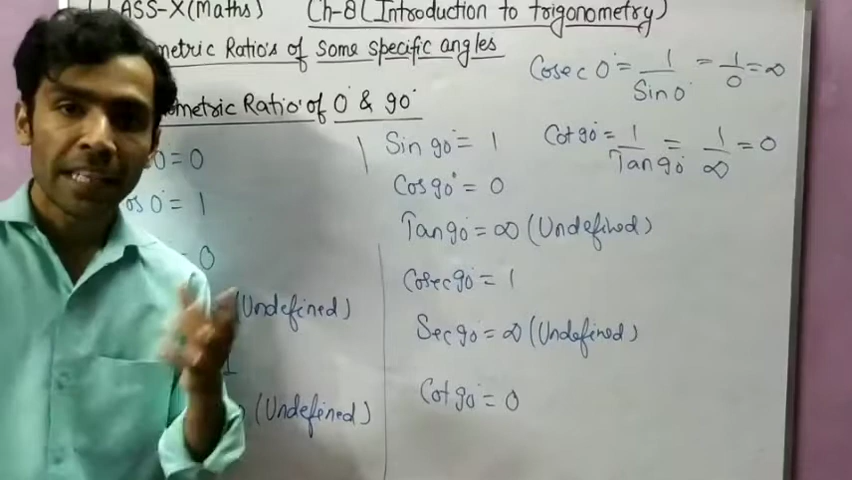 ASS-X(Maths) Ch-8(Introduction to trigonometry)
metric Ratio's of some specific angles
ometric Ratio' of 0° & 90°
Cosec 0° = 1/Sin 0° = 1/0 = ∞
Cot 90° = 1/Tan 90° = 1/∞ = 0
0° = 0
os 0° = 1
= 0
(Undefined)
1
(Undefined)
Sin 90° = 1
Cos 90° = 0
Tan 90° = ∞ (Undefined)
Cosec 90° = 1
Sec 90° = ∞ (Undefined)
Cot 90° = 0